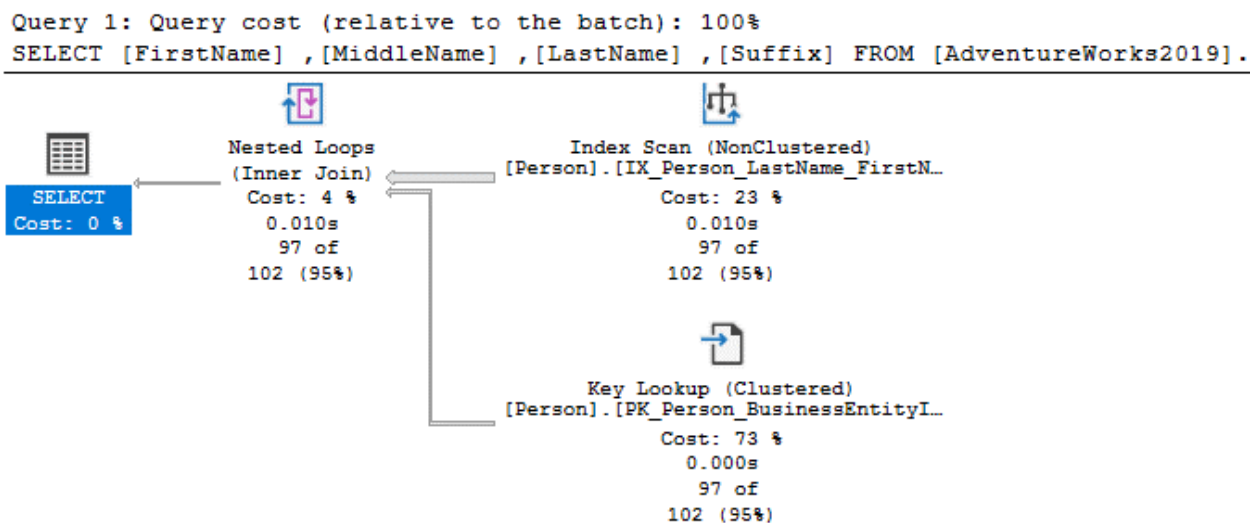 Query 1: Query cost (relative to the batch): 100%
SELECT [FirstName] ,[MiddleName] ,[LastName] ,[Suffix] FROM [AdventureWorks2019].
SELECT
Cost: 0 %
Nested Loops
(Inner Join)
Cost: 4 %
0.010s
97 of
102 (95%)
Index Scan (NonClustered)
[Person].[IX_Person_LastName_FirstN…
Cost: 23 %
0.010s
97 of
102 (95%)
Key Lookup (Clustered)
[Person].[PK_Person_BusinessEntityI…
Cost: 73 %
0.000s
97 of
102 (95%)